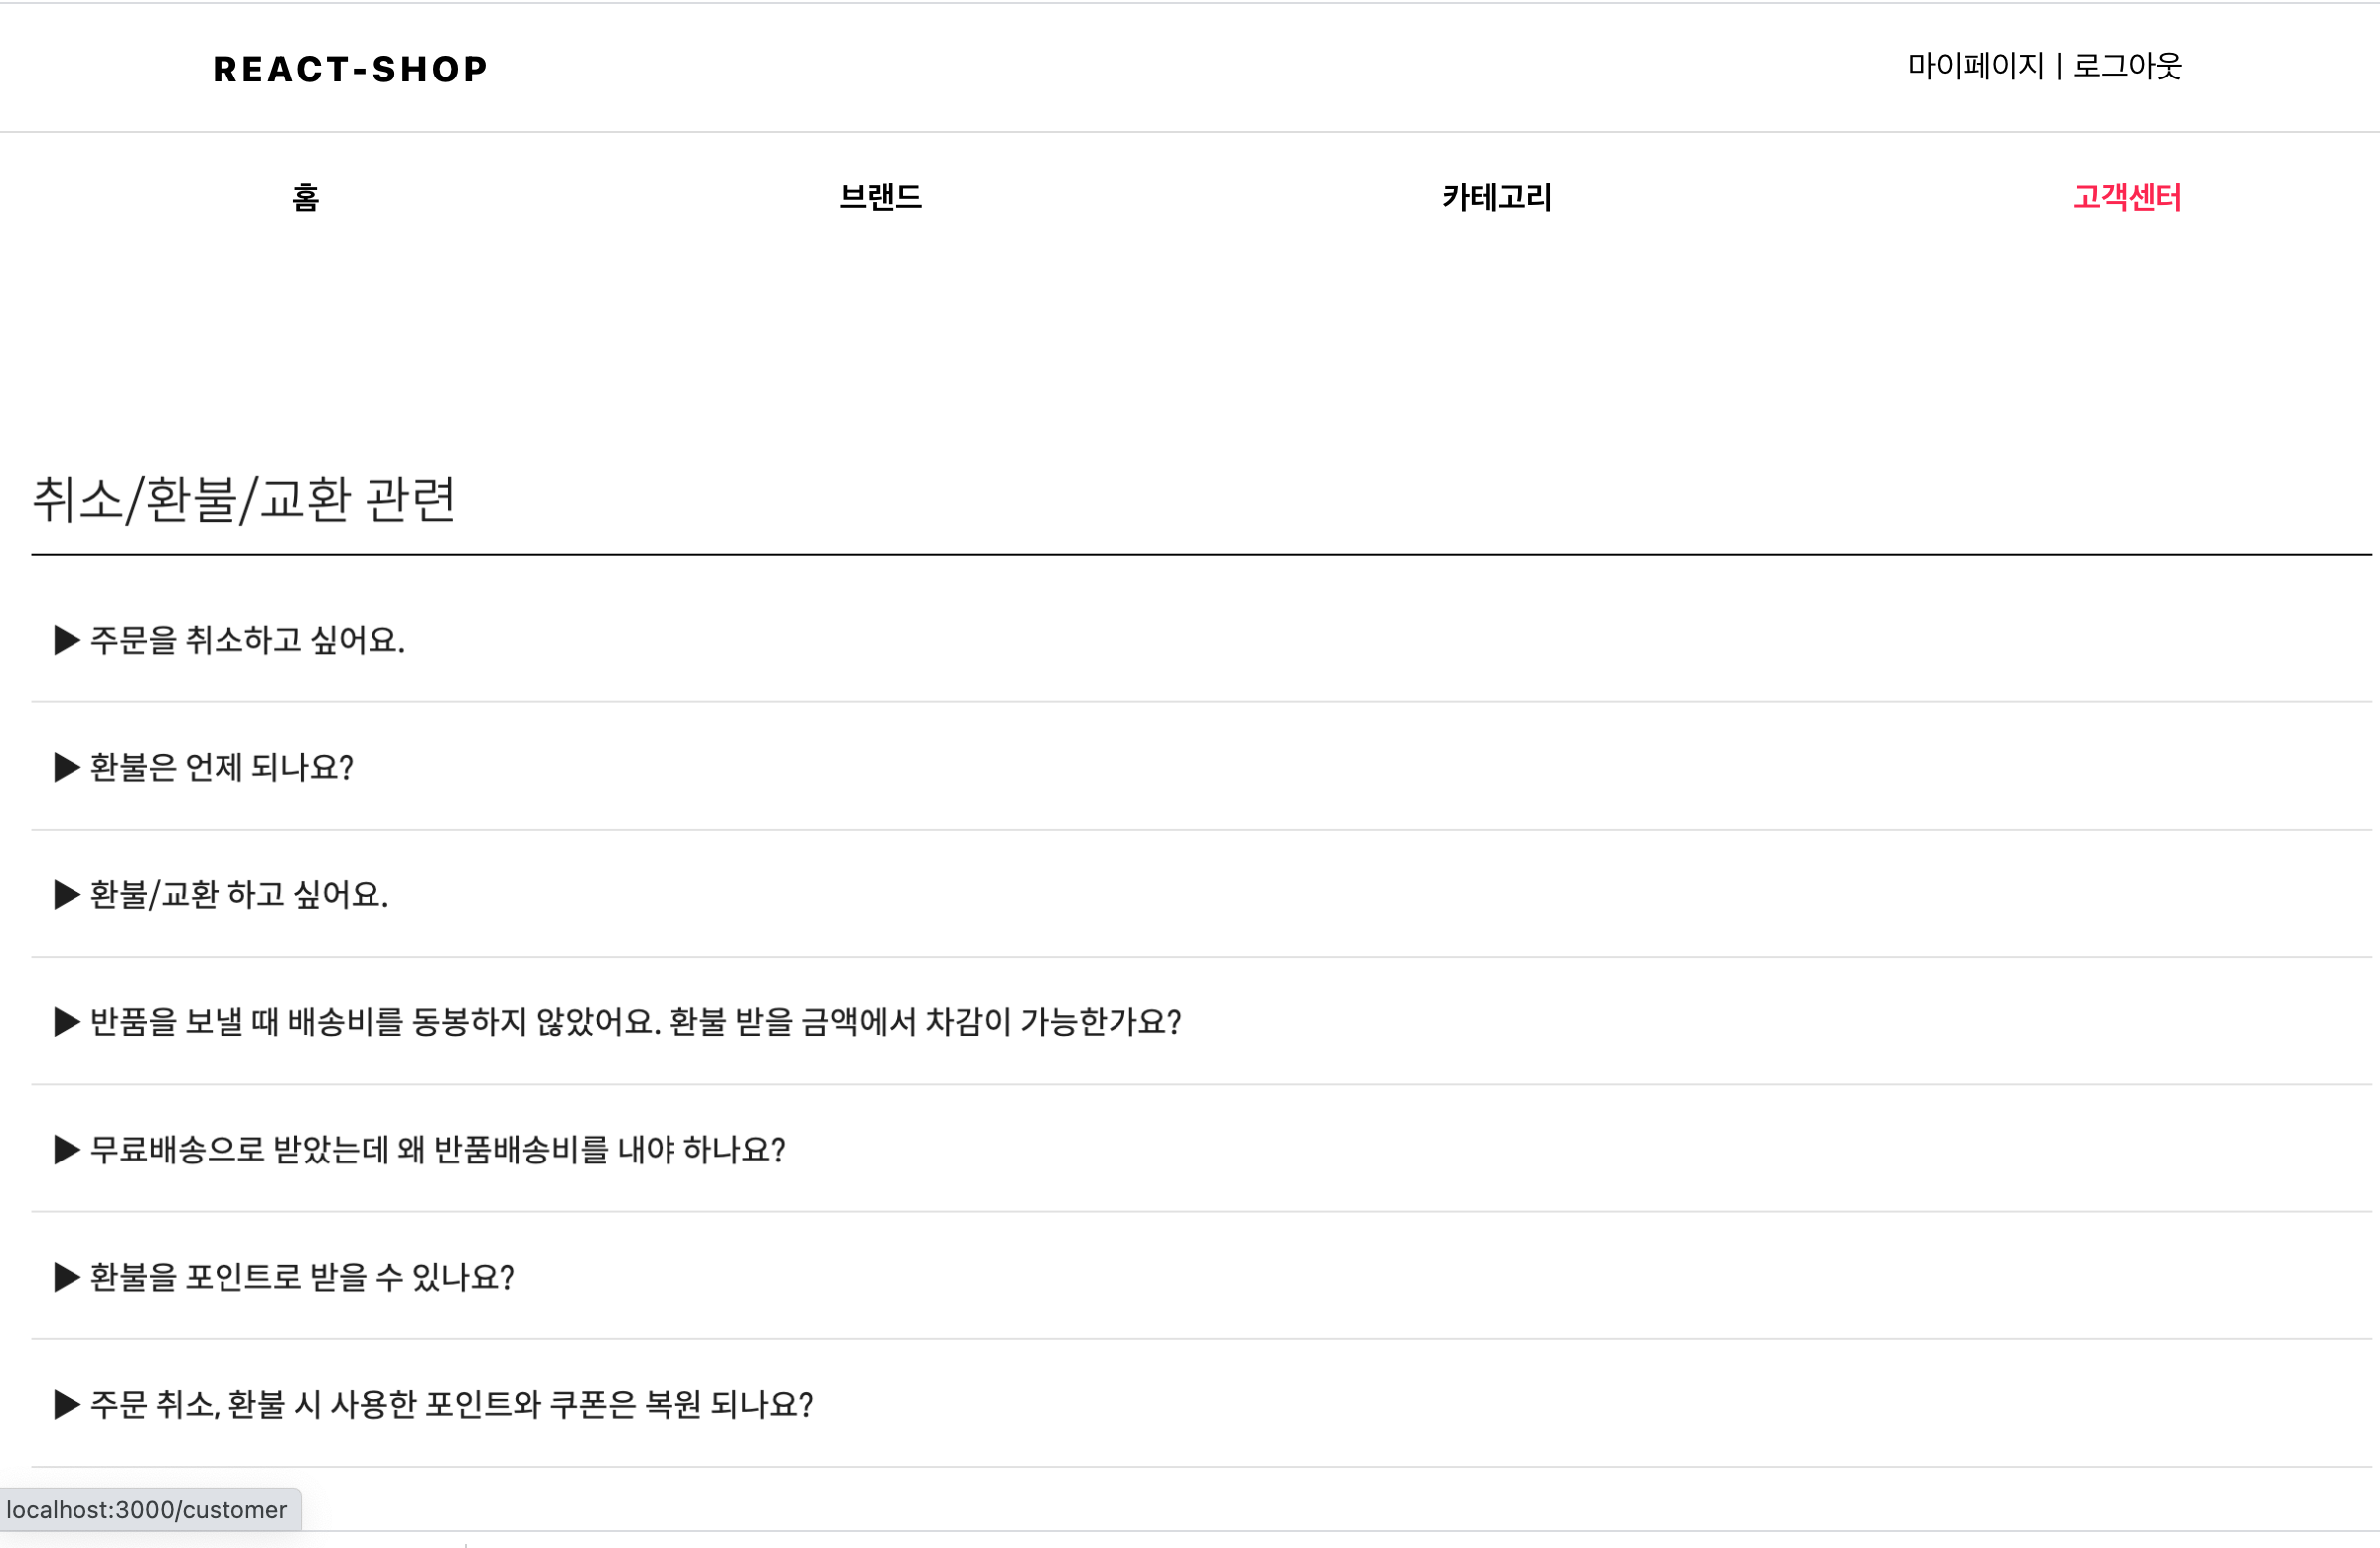 REACT-SHOP
마이페이지 | 로그아웃
홈 브랜드 카테고리 고객센터
취소/환불/교환 관련
▶ 주문을 취소하고 싶어요.
▶ 환불은 언제 되나요?
▶ 환불/교환 하고 싶어요.
▶ 반품을 보낼 때 배송비를 동봉하지 않았어요. 환불 받을 금액에서 차감이 가능한가요?
▶ 무료배송으로 받았는데 왜 반품배송비를 내야 하나요?
▶ 환불을 포인트로 받을 수 있나요?
▶ 주문 취소, 환불 시 사용한 포인트와 쿠폰은 복원 되나요?
localhost:3000/customer